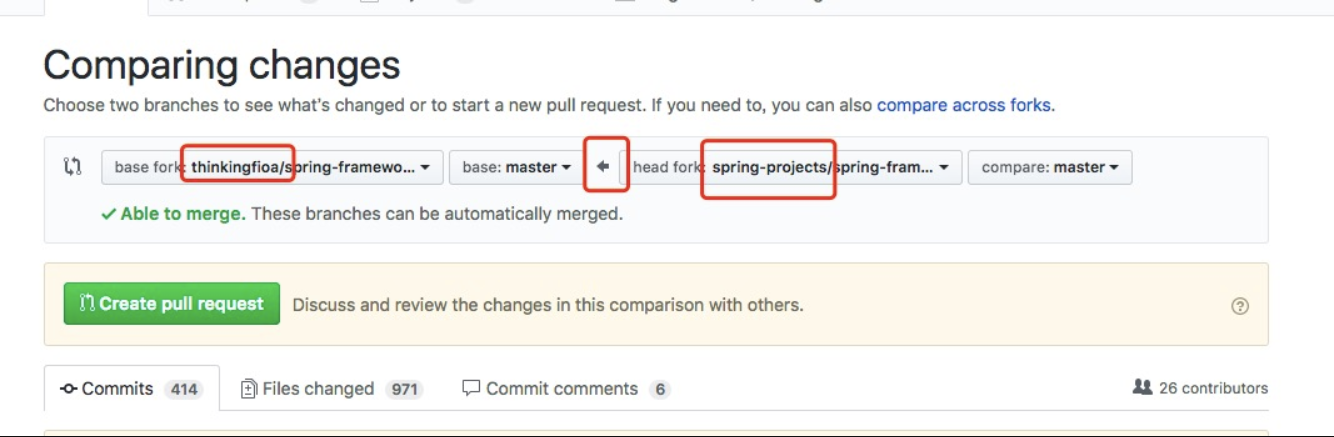 Comparing changes
Choose two branches to see what's changed or to start a new pull request. If you need to, you can also compare across forks.
base fork: thinkingfioa/spring-framewo... base: master head fork: spring-projects/spring-fram... compare: master
Able to merge. These branches can be automatically merged.
Create pull request Discuss and review the changes in this comparison with others.
Commits 414 Files changed 971 Commit comments 6 26 contributors